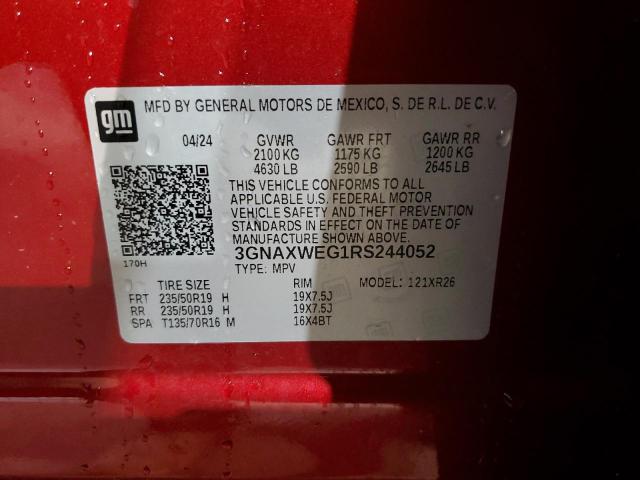 gm
MFD BY GENERAL MOTORS DE MEXICO, S. DE R.L. DE C.V.
04/24 GVWR GAWR FRT GAWR RR
2100 KG 1175 KG 1200 KG
4630 LB 2590 LB 2645 LB
THIS VEHICLE CONFORMS TO ALL
APPLICABLE U.S. FEDERAL MOTOR
VEHICLE SAFETY AND THEFT PREVENTION
STANDARDS IN EFFECT ON THE DATE OF
MANUFACTURE SHOWN ABOVE.
170H 3GNAXWEG1RS244052
TYPE: MPV
TIRE SIZE RIM MODEL: 121XR26
FRT 235/50R19 H 19X7.5J
RR 235/50R19 H 19X7.5J
SPA T135/70R16 M 16X4BT